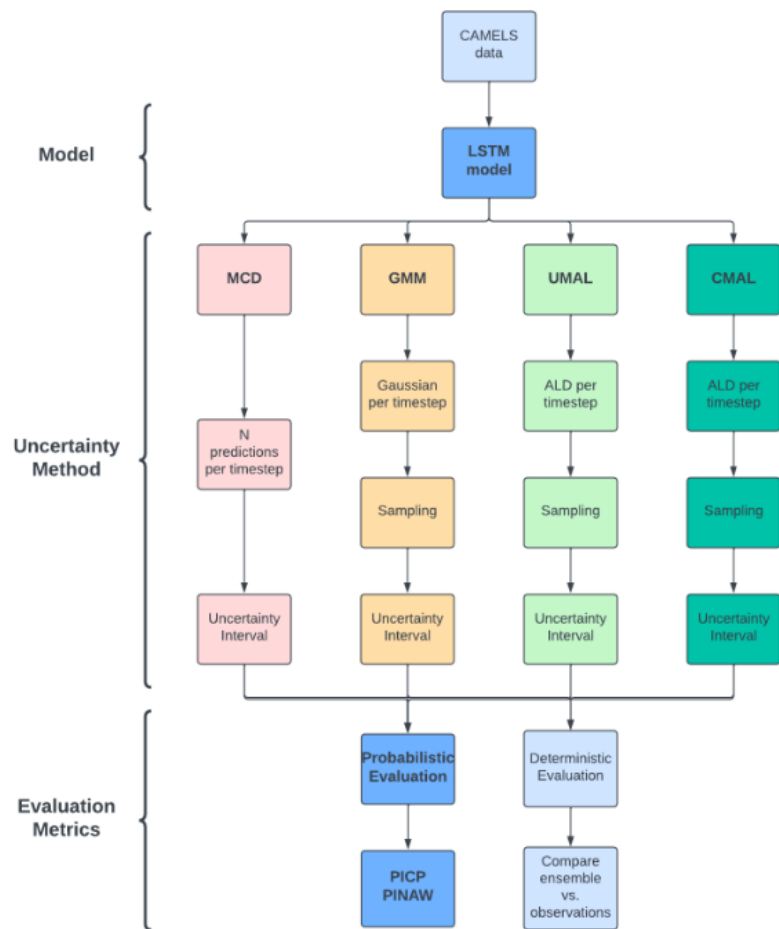 CAMELS
data
Model
LSTM
model
MCD
GMM
UMAL
CMAL
Gaussian
per timestep
ALD per
timestep
ALD per
timestep
Uncertainty
Method
N
predictions
per timestep
Sampling
Sampling
Sampling
Uncertainty
Interval
Uncertainty
Interval
Uncertainty
Interval
Uncertainty
Interval
Evaluation
Metrics
Probabilistic
Evaluation
Deterministic
Evaluation
PICP
PINAW
Compare
ensemble
vs.
observations